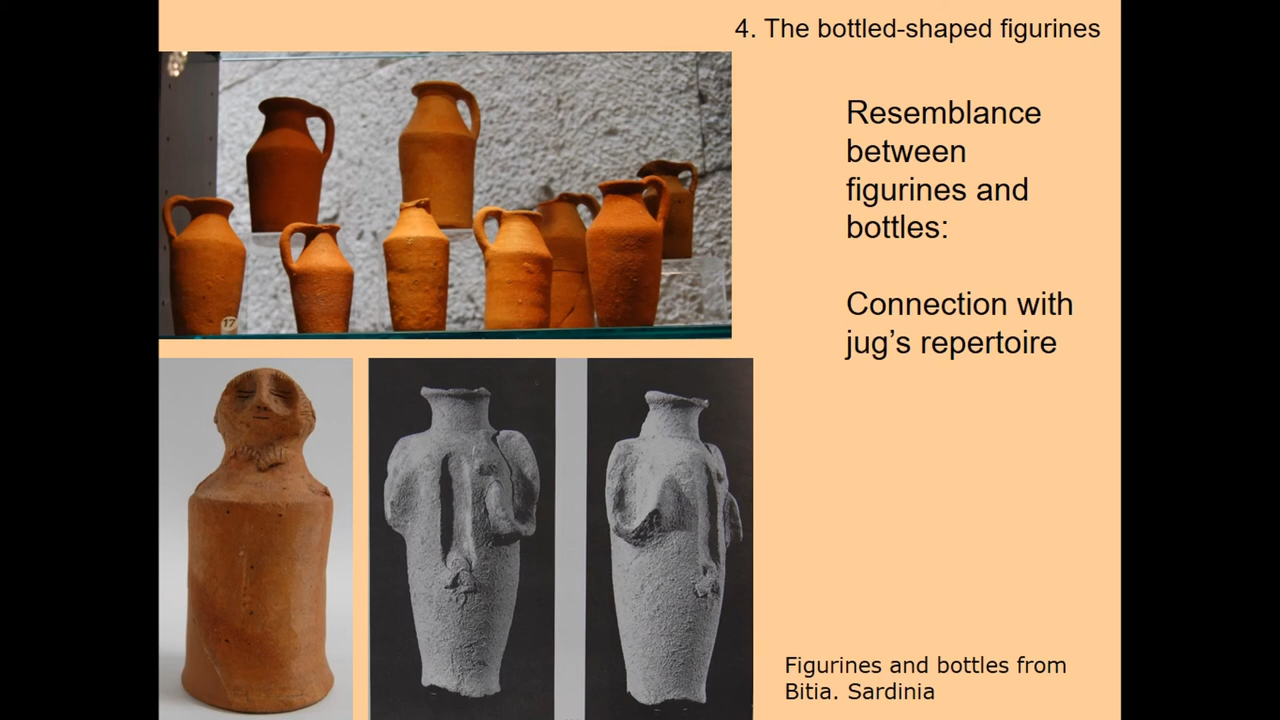 4. The bottled-shaped figurines
Resemblance
between
figurines and
bottles:
Connection with
jug's repertoire
17
Figurines and bottles from
Bitia. Sardinia